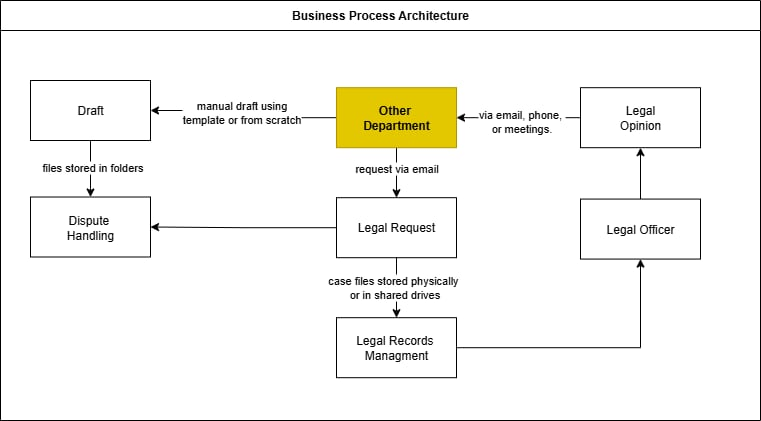 Business Process Architecture
Draft
manual draft using
template or from scratch
Other
Department
via email, phone,
or meetings.
Legal
Opinion
files stored in folders
request via email
Dispute
Handling
Legal Request
Legal Officer
case files stored physically
or in shared drives
Legal Records
Managment